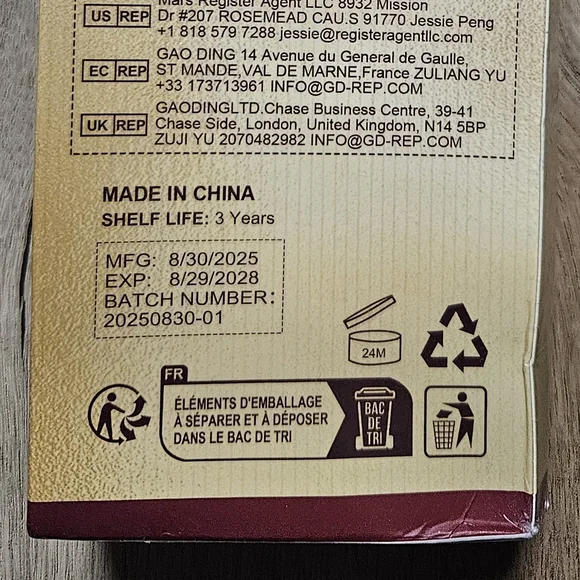 Mars Register Agent LLC 8932 Mission
US REP Dr #207 ROSEMEAD CAU.S 91770 Jessie Peng
+1 818 579 7288 jessie@registeragentllc.com
GAO DING 14 Avenue du General de Gaulle,
EC REP ST MANDE,VAL DE MARNE,France ZULIANG YU
+33 173713961 INFO@GD-REP.COM
GAODINGLTD.Chase Business Centre, 39-41
UK REP Chase Side, London, United Kingdom, N14 5BP
ZUJI YU 2070482982 INFO@GD-REP.COM
MADE IN CHINA
SHELF LIFE: 3 Years
MFG: 8/30/2025
EXP: 8/29/2028
BATCH NUMBER:
20250830-01
24M
FR
ÉLÉMENTS D'EMBALLAGE
À SÉPARER ET À DÉPOSER
DANS LE BAC DE TRI
BAC
DE
TRI